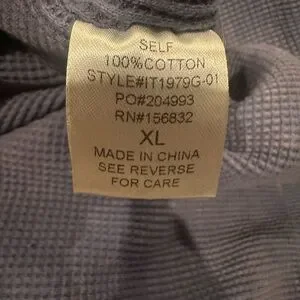 SELF
100%COTTON
STYLE#IT1979G-01
PO#204993
RN#156832
XL
MADE IN CHINA
SEE REVERSE
FOR CARE